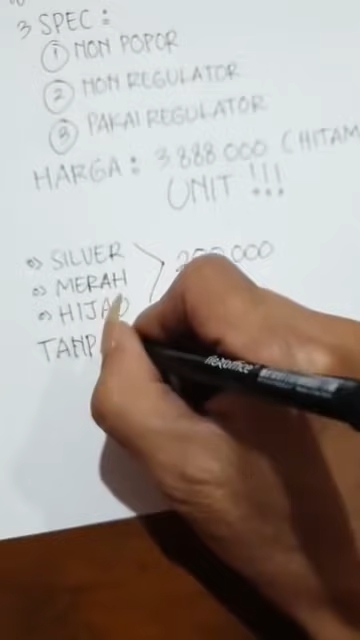 3 SPEC :
① NON POPOR
② NON REGULATOR
③ PAKAI REGULATOR
HARGA : 3 888 000 (HITAM
UNIT !!!
SILVER
MERAH
HIJAU
TANP
flexoffice